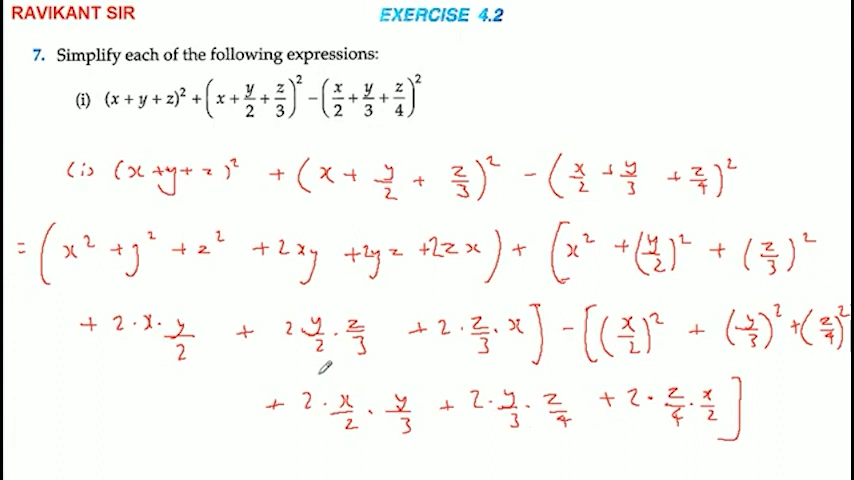 RAVIKANT SIR
EXERCISE 4.2
7. Simplify each of the following expressions:
(i) (x + y + z)² + (x + y/2 + z/3)² − (x/2 + y/3 + z/4)²
(i) (x + y + z)² + (x + y/2 + z/3)² − (x/2 + y/3 + z/4)²
= (x² + y² + z² + 2xy + 2yz + 2zx) + [x² + (y/2)² + (z/3)²
+ 2 · x · y/2 + 2 y/2 · z/3 + 2 · z/3 · x] − [(x/2)² + (y/3)² + (z/4)²
+ 2 · x/2 · y/3 + 2 · y/3 · z/4 + 2 · z/4 · x/2]